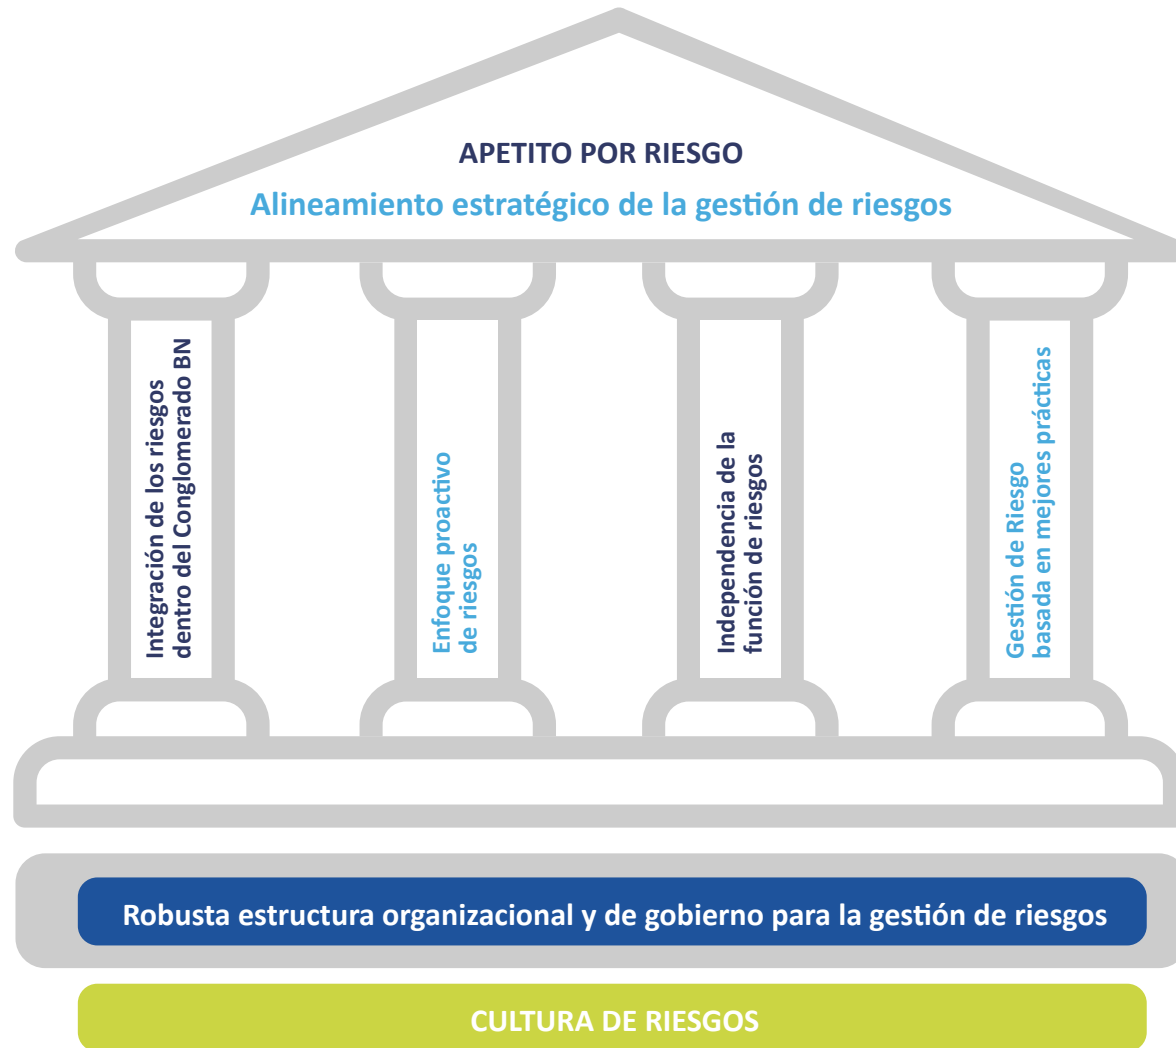 APETITO POR RIESGO
Alineamiento estratégico de la gestión de riesgos
Integración de los riesgos
dentro del Conglomerado BN
Enfoque proactivo
de riesgos
Independencia de la
función de riesgos
Gestión de Riesgo
basada en mejores prácticas
Robusta estructura organizacional y de gobierno para la gestión de riesgos
CULTURA DE RIESGOS